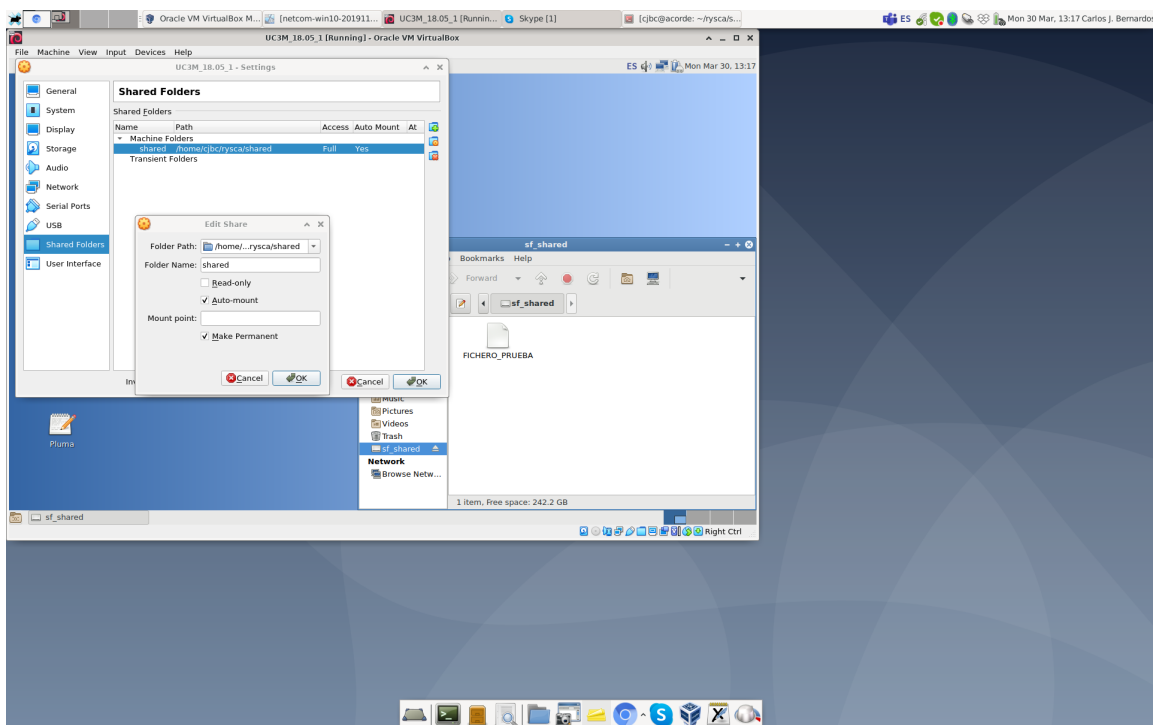 Oracle VM VirtualBox M... [netcom-win10-201911... UC3M_18.05_1 [Runnin... Skype [1] [cjbc@acorde: ~/rysca/s... ES Mon 30 Mar, 13:17 Carlos J. Bernardos
UC3M_18.05_1 [Running] - Oracle VM VirtualBox
File Machine View Input Devices Help
UC3M_18.05_1 - Settings
ES Mon Mar 30, 13:17
General
System
Display
Storage
Audio
Network
Serial Ports
USB
Shared Folders
User Interface
Shared Folders
Shared Folders
Name Path Access Auto Mount At
Machine Folders
shared /home/cjbc/rysca/shared Full Yes
Transient Folders
Edit Share
Folder Path: /home/...rysca/shared
Folder Name: shared
Read-only
Auto-mount
Mount point:
Make Permanent
Cancel OK
Inv
Cancel OK
sf_shared
Bookmarks Help
Forward
sf_shared
FICHERO_PRUEBA
Music
Pictures
Videos
Trash
sf_shared
Network
Browse Netw...
1 item, Free space: 242.2 GB
Pluma
sf_shared
Right Ctrl